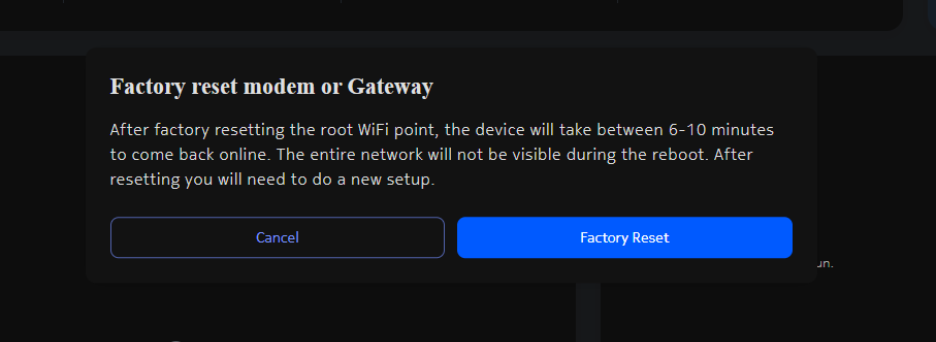 Factory reset modem or Gateway
After factory resetting the root WiFi point, the device will take between 6-10 minutes
to come back online. The entire network will not be visible during the reboot. After
resetting you will need to do a new setup.
Cancel
Factory Reset